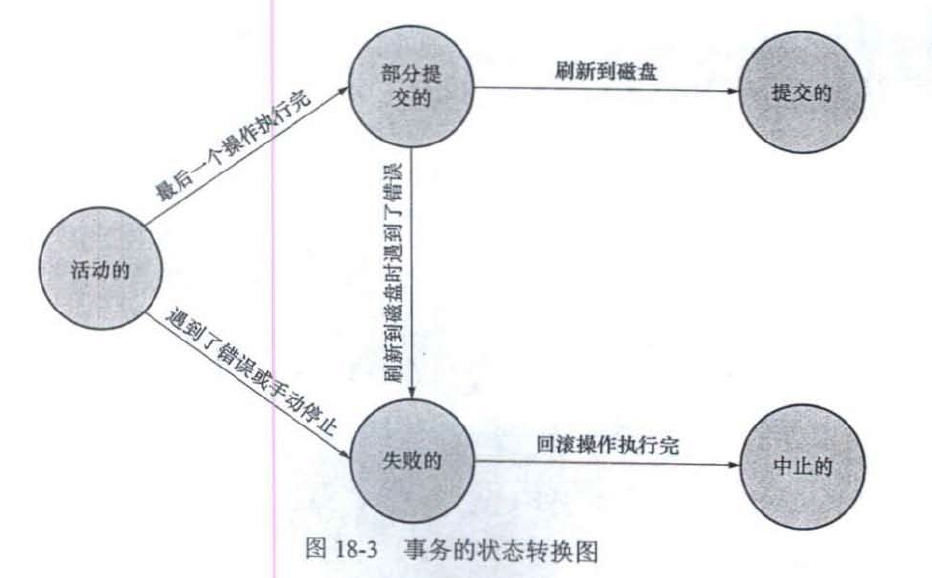 部分提
交的
刷新到磁盘
提交的
最后一个操作执行完
刷新到磁盘时遇到了错误
活动的
遇到了错误或手动停止
失败的
回滚操作执行完
中止的
图 18-3 事务的状态转换图